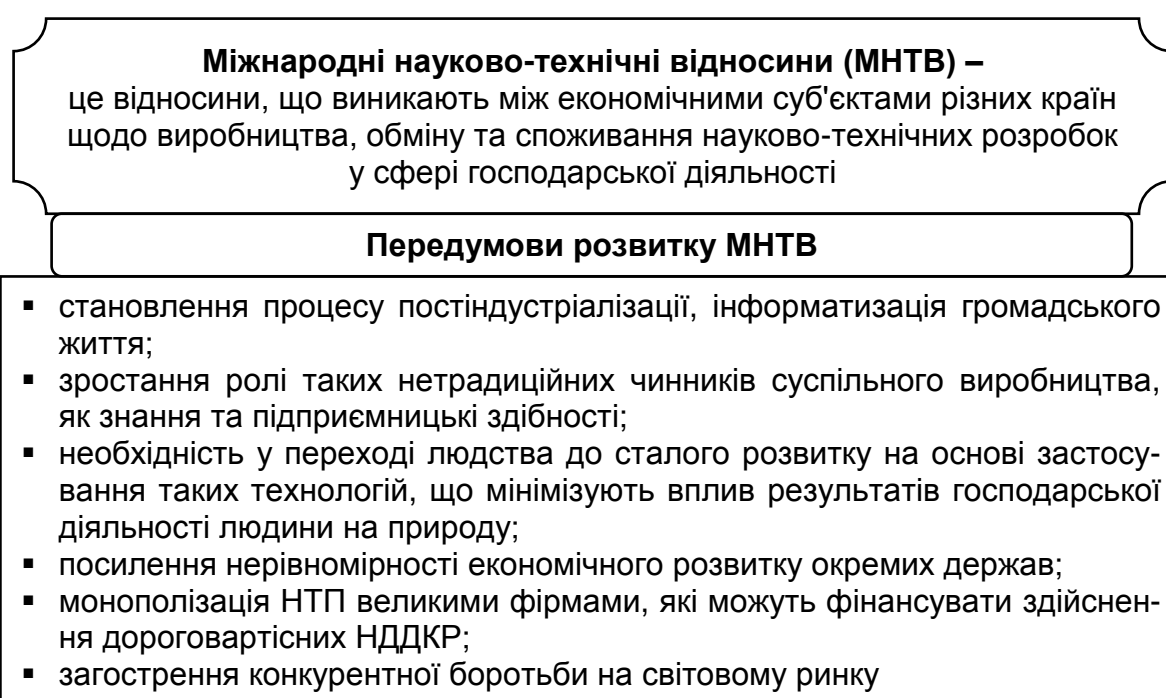 Міжнародні науково-технічні відносини (МНТВ) –
це відносини, що виникають між економічними суб'єктами різних країн
щодо виробництва, обміну та споживання науково-технічних розробок
у сфері господарської діяльності
Передумови розвитку МНТВ
▪ становлення процесу постіндустріалізації, інформатизація громадського
життя;
▪ зростання ролі таких нетрадиційних чинників суспільного виробництва,
як знання та підприємницькі здібності;
▪ необхідність у переході людства до сталого розвитку на основі застосу-
вання таких технологій, що мінімізують вплив результатів господарської
діяльності людини на природу;
▪ посилення нерівномірності економічного розвитку окремих держав;
▪ монополізація НТП великими фірмами, які можуть фінансувати здійснен-
ня дороговартісних НДДКР;
▪ загострення конкурентної боротьби на світовому ринку